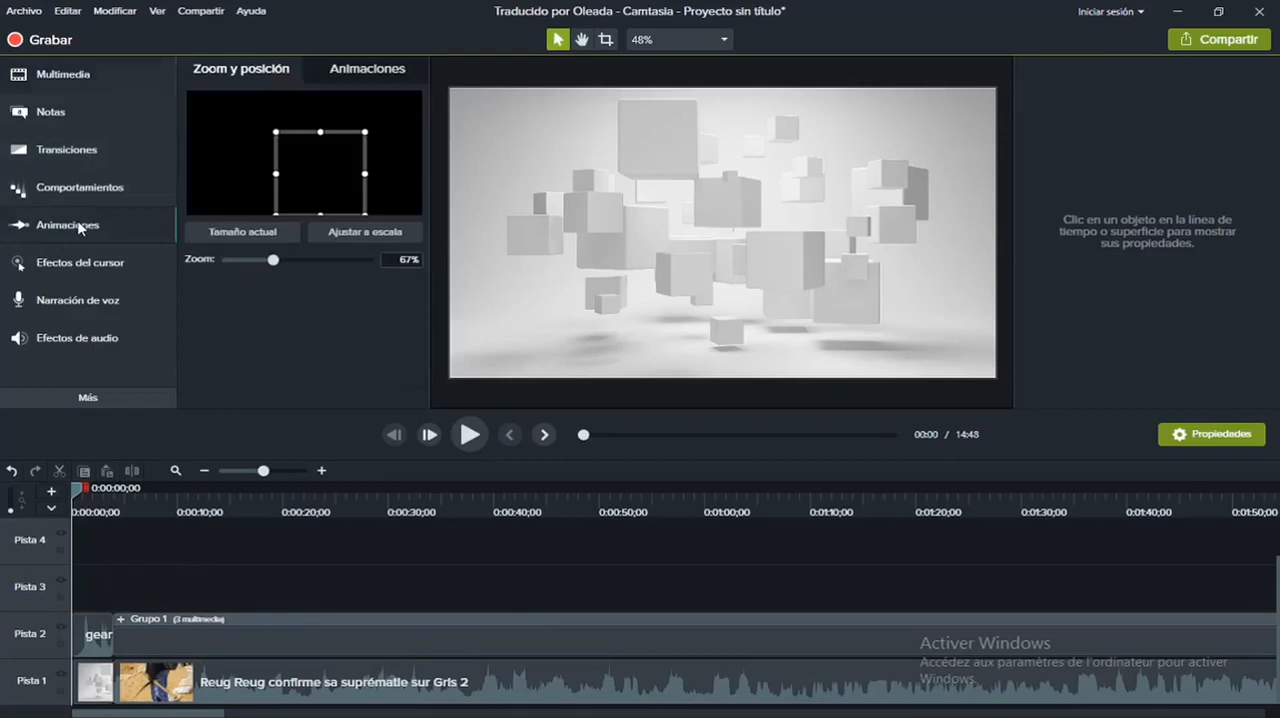 Archivo Editar Modificar Ver Compartir Ayuda
Traducido por Oleada - Camtasia - Proyecto sin título*
Iniciar sesión
Grabar
48%
Compartir
Multimedia
Notas
Transiciones
Comportamientos
Animaciones
Efectos del cursor
Narración de voz
Efectos de audio
Más
Zoom y posición Animaciones
Tamaño actual Ajustar a escala
Zoom: 67%
Clic en un objeto en la línea de
tiempo o superficie para mostrar
sus propiedades.
00:00 / 14:48
Propiedades
0:00:00;00
0:00:00;00 0:00:10;00 0:00:20;00 0:00:30;00 0:00:40;00 0:00:50;00 0:01:00;00 0:01:10;00 0:01:20;00 0:01:30;00 0:01:40;00 0:01:50;00
Pista 4
Pista 3
Grupo 1 (3 multimedia)
Pista 2 gear
Pista 1 Reug Reug confirme sa suprématie sur Gris 2
Activer Windows
Accédez aux paramètres de l'ordinateur pour activer
Windows.